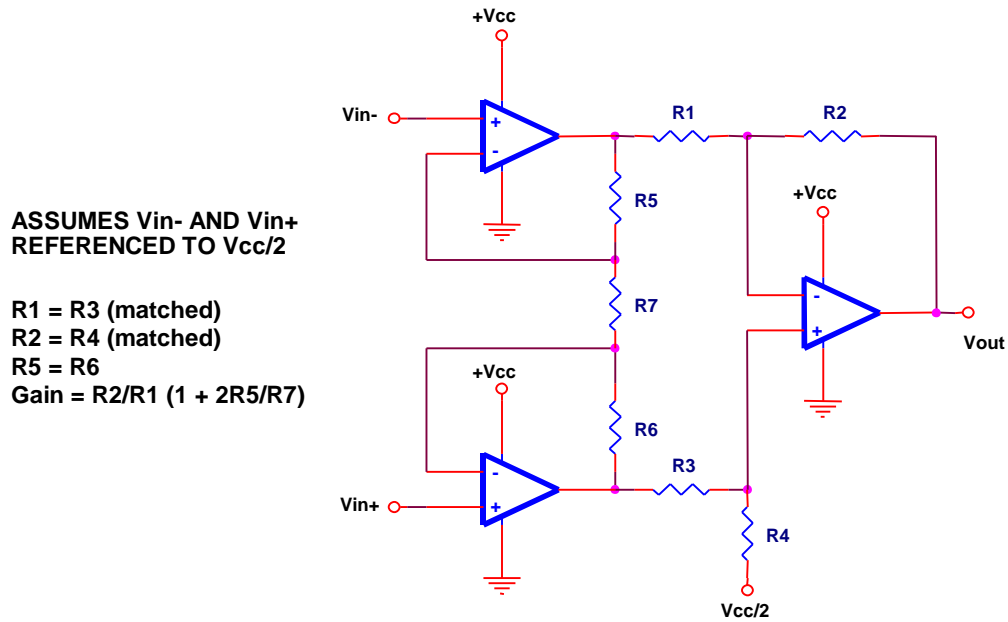 +Vcc
Vin-
+
-
R1
R2
R5
+Vcc
ASSUMES Vin- AND Vin+
REFERENCED TO Vcc/2
R7
-
+
Vout
R1 = R3 (matched)
R2 = R4 (matched)
R5 = R6
Gain = R2/R1 (1 + 2R5/R7)
+Vcc
R6
R3
-
+
Vin+
R4
Vcc/2